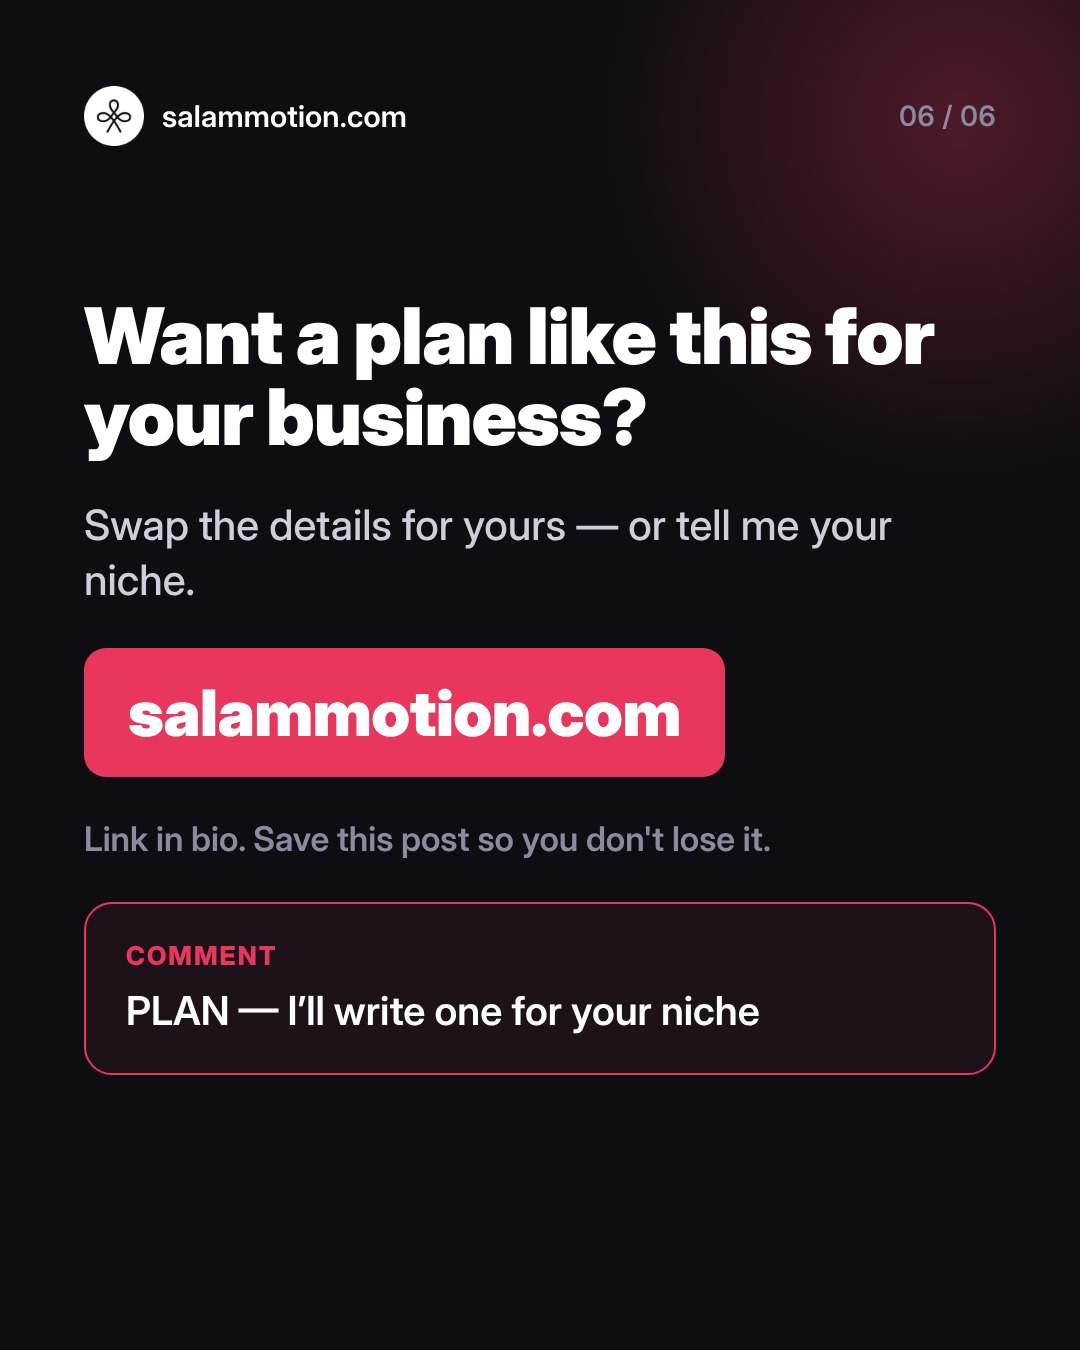 salammotion.com
06 / 06
Want a plan like this for
your business?
Swap the details for yours — or tell me your
niche.
salammotion.com
Link in bio. Save this post so you don't lose it.
COMMENT
PLAN — I’ll write one for your niche